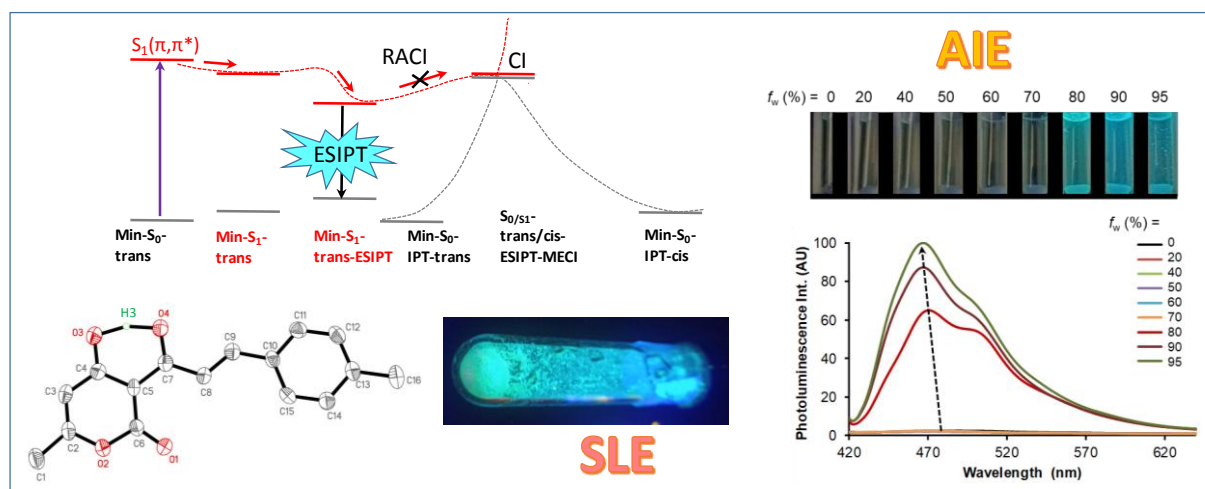 S₁(π,π*)
RACI
CI
ESIPT
Min-S₀-
trans
Min-S₁-
trans
Min-S₁-
trans-ESIPT
Min-S₀-
IPT-trans
S₀/S₁-
trans/cis-
ESIPT-MECI
Min-S₀-
IPT-cis
H3
O3
O4
C4
C7
C9
C11
C12
C10
C3
C5
C8
C13
C16
C15
C14
C2
O2
C6
O1
C1
SLE
AIE
fw (%) = 0 20 40 50 60 70 80 90 95
fw (%) =
0
20
40
50
60
70
80
90
95
Photoluminescence Int. (AU)
100
80
60
40
20
0
420 470 520 570 620
Wavelength (nm)